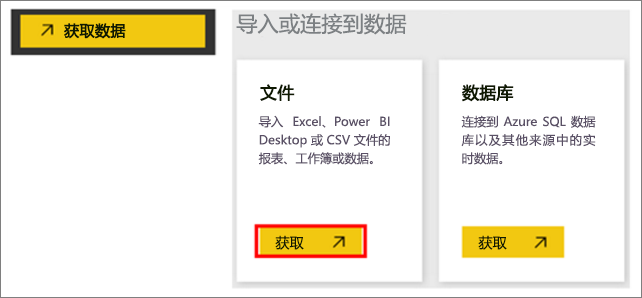 获取数据
导入或连接到数据
文件
导入 Excel、Power BI
Desktop 或 CSV 文件的
报表、工作簿或数据。
获取
数据库
连接到 Azure SQL 数据
库以及其他来源中的实
时数据。
获取